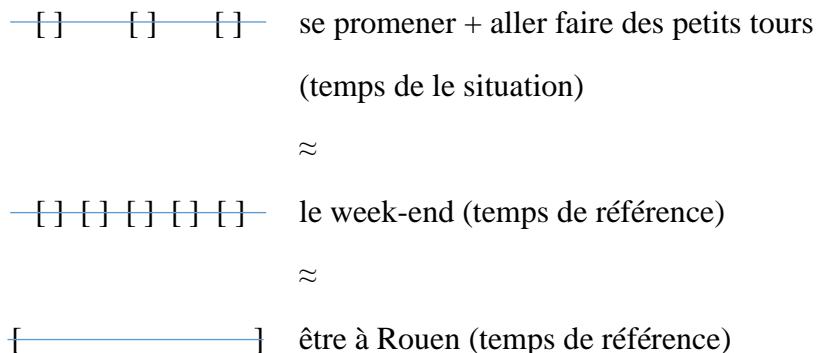 [ ] [ ] [ ] se promener + aller faire des petits tours
(temps de le situation)
≈
[ ] [ ] [ ] [ ] [ ] le week-end (temps de référence)
≈
[ ] être à Rouen (temps de référence)